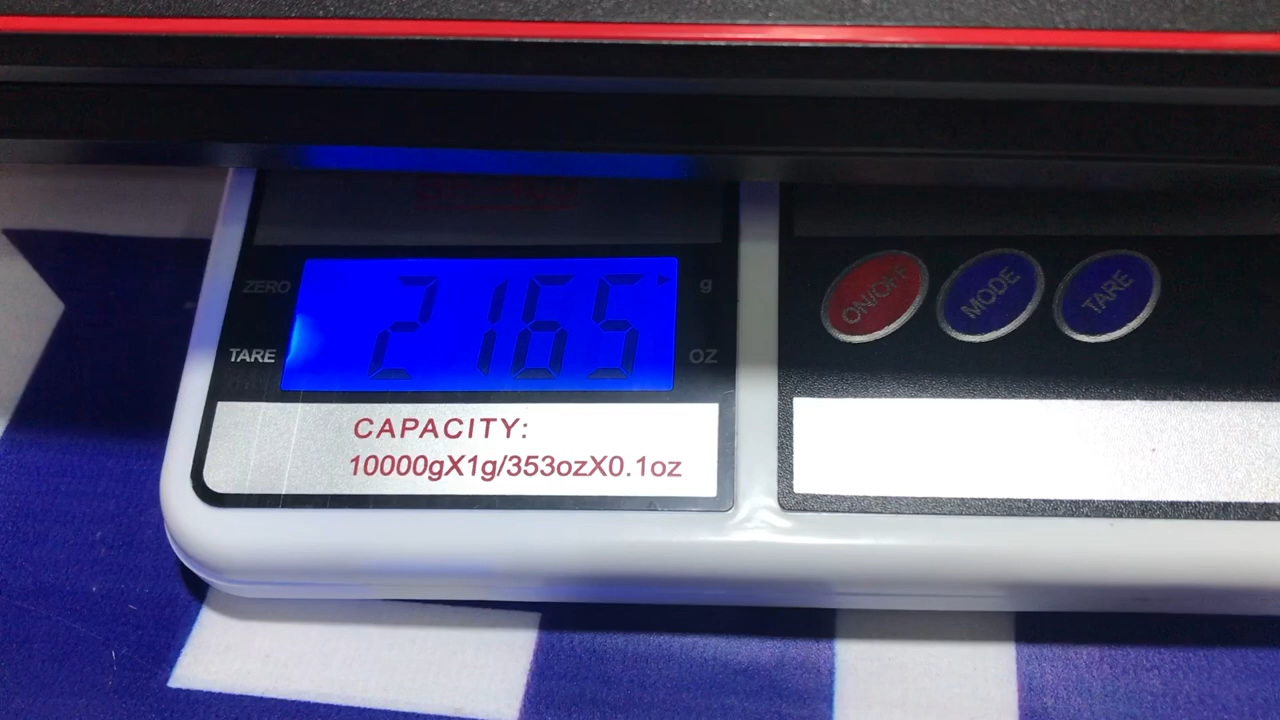 ZERO
2165
g
TARE
OZ
CAPACITY:
10000gX1g/353ozX0.1oz
ON/OFF
MODE
TARE